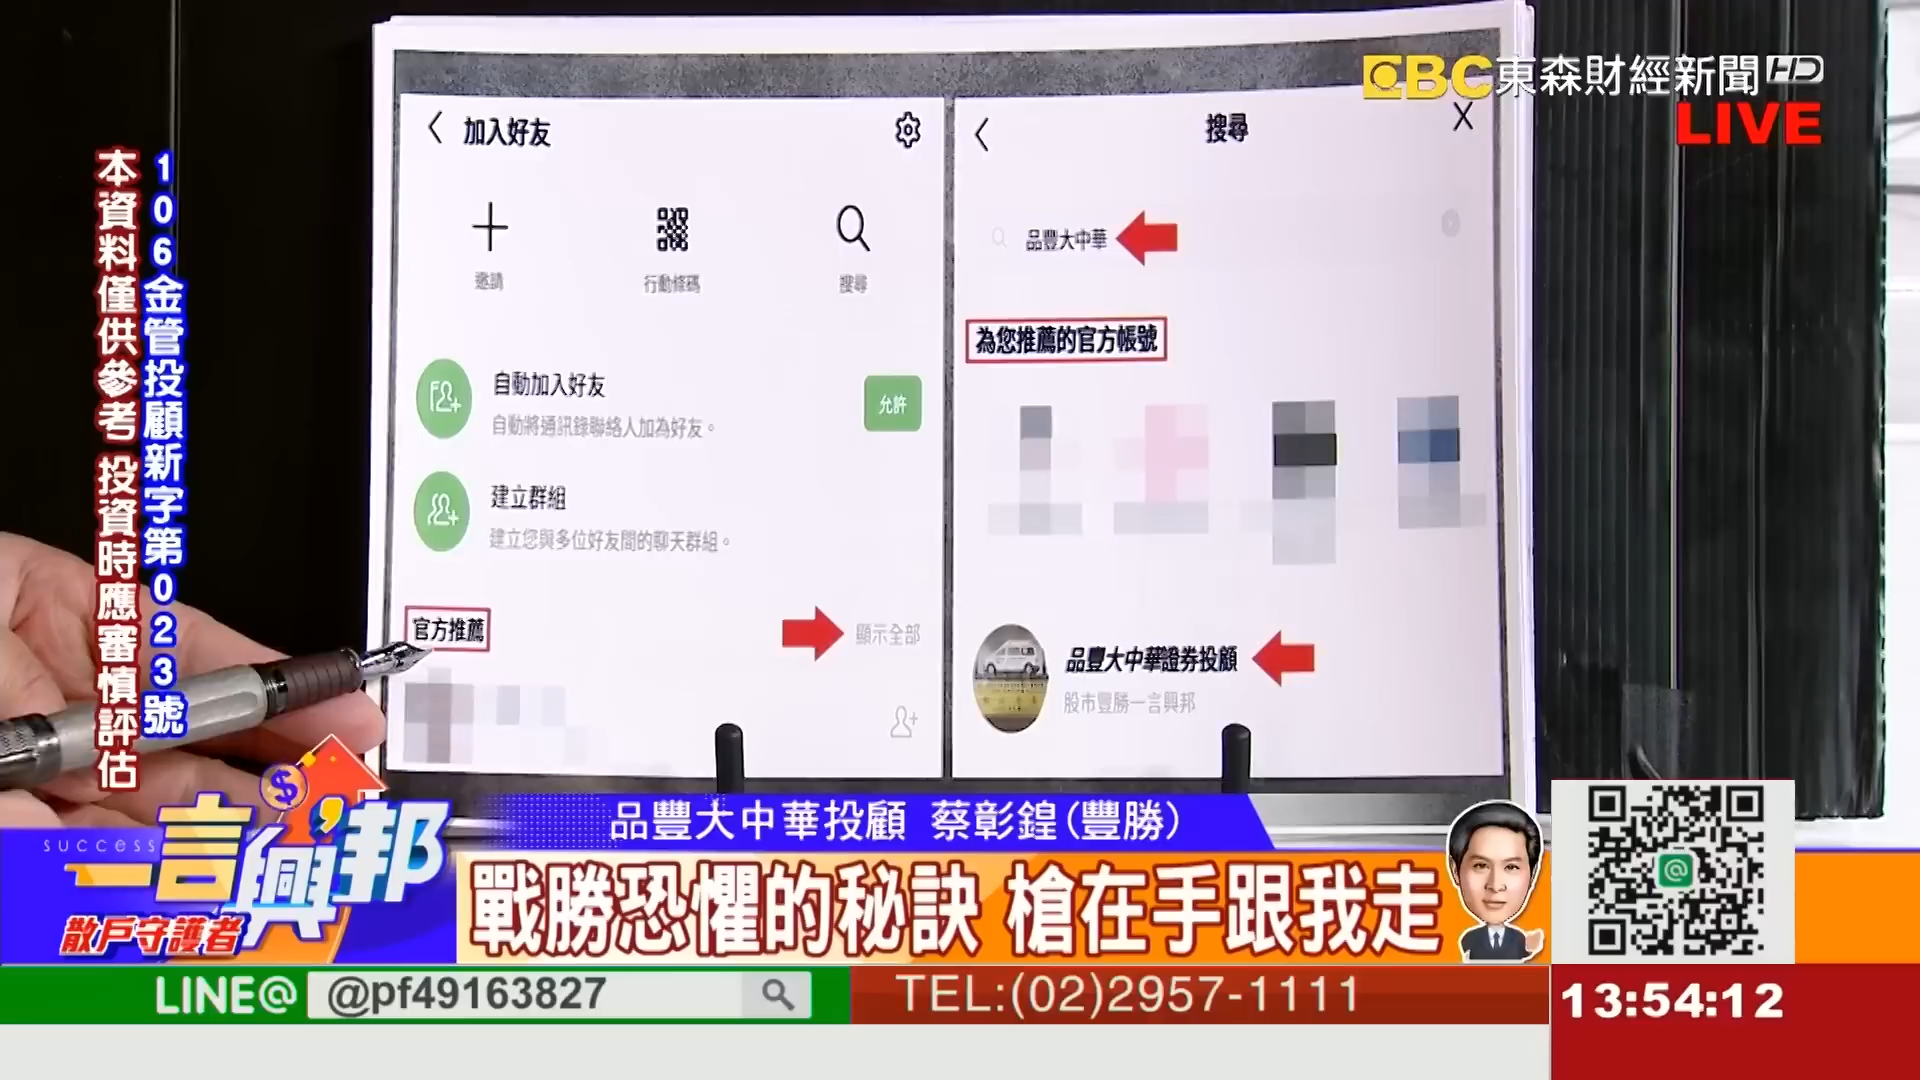 EBC東森財經新聞HD
LIVE
106金管投顧新字第023號
本資料僅供參考 投資時應審慎評估
加入好友
邀請
行動條碼
搜尋
自動加入好友
自動將通訊錄聯絡人加為好友。
允許
建立群組
建立您與多位好友間的聊天群組。
官方推薦
顯示全部
搜尋
X
品豐大中華
為您推薦的官方帳號
品豐大中華證券投顧
股市豐勝一言興邦
success
一言興邦
散戶守護者
品豐大中華投顧 蔡彰鍠(豐勝)
戰勝恐懼的秘訣 槍在手跟我走
LINE@ @pf49163827
TEL:(02)2957-1111
13:54:12